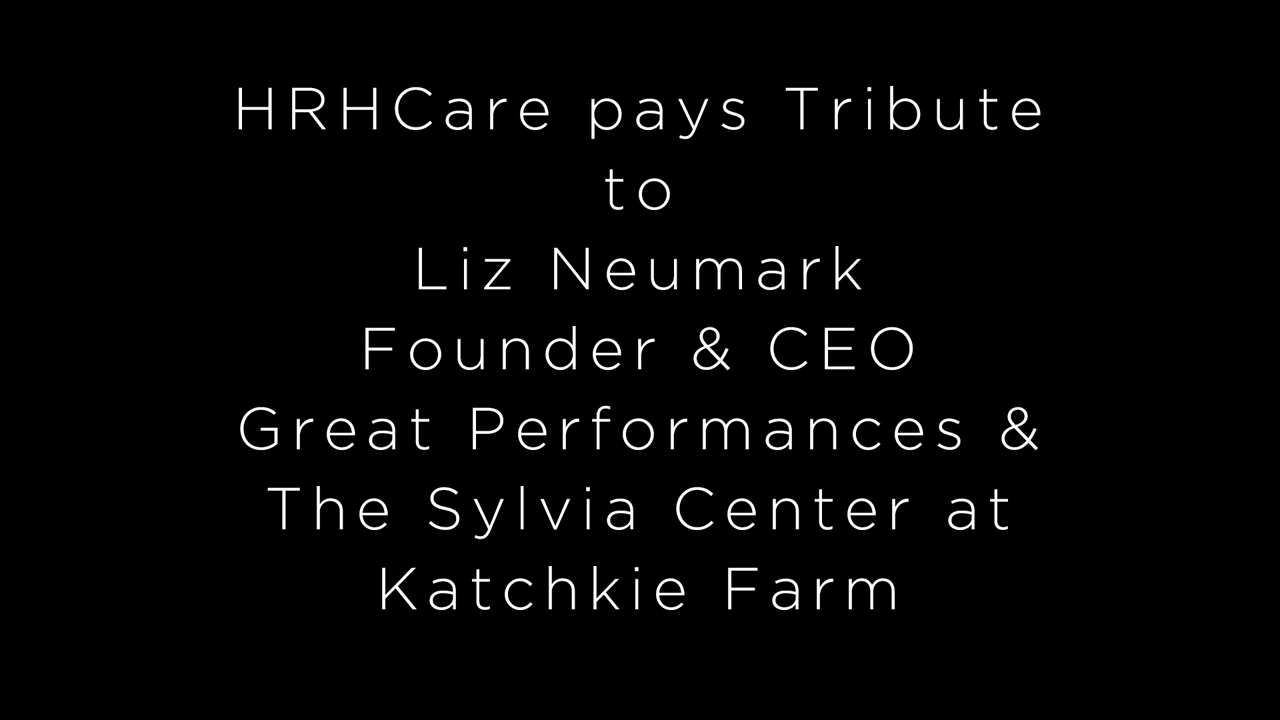 HRHCare pays Tribute
to
Liz Neumark
Founder & CEO
Great Performances &
The Sylvia Center at
Katchkie Farm